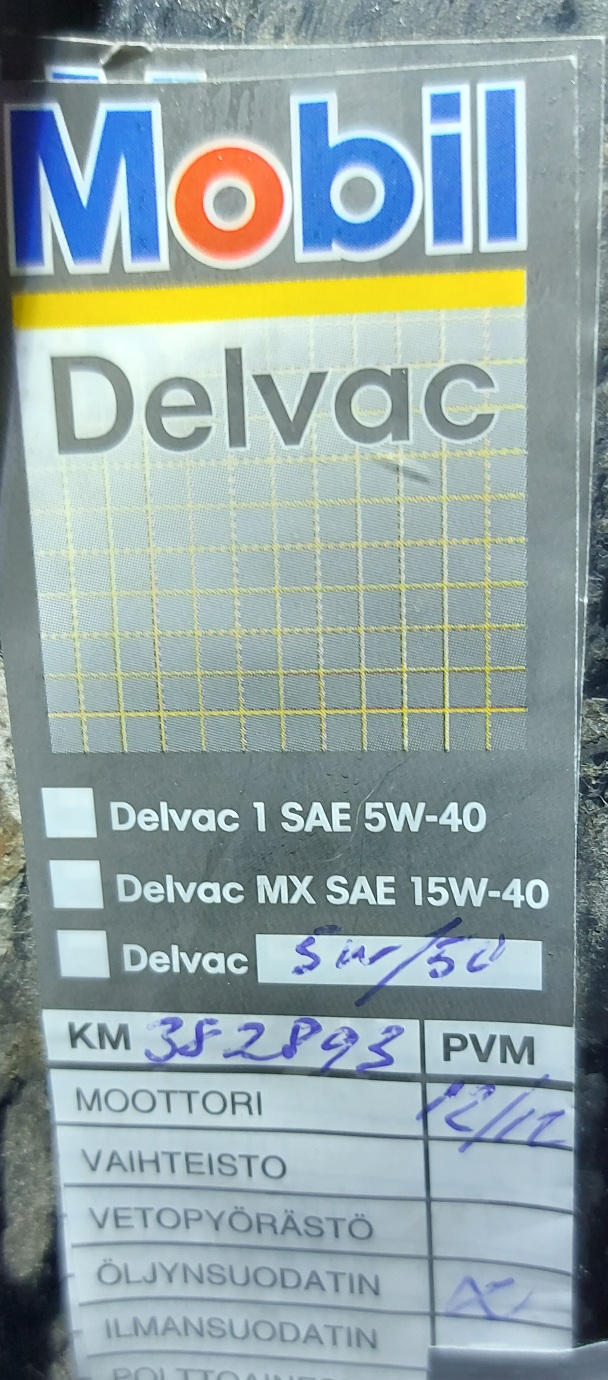 Mobil
Delvac
Delvac 1 SAE 5W-40
Delvac MX SAE 15W-40
Delvac 5w/50
KM 382893 PVM
MOOTTORI 12/12
VAIHTEISTO
VETOPYÖRÄSTÖ
ÖLJYNSUODATIN X
ILMANSUODATIN